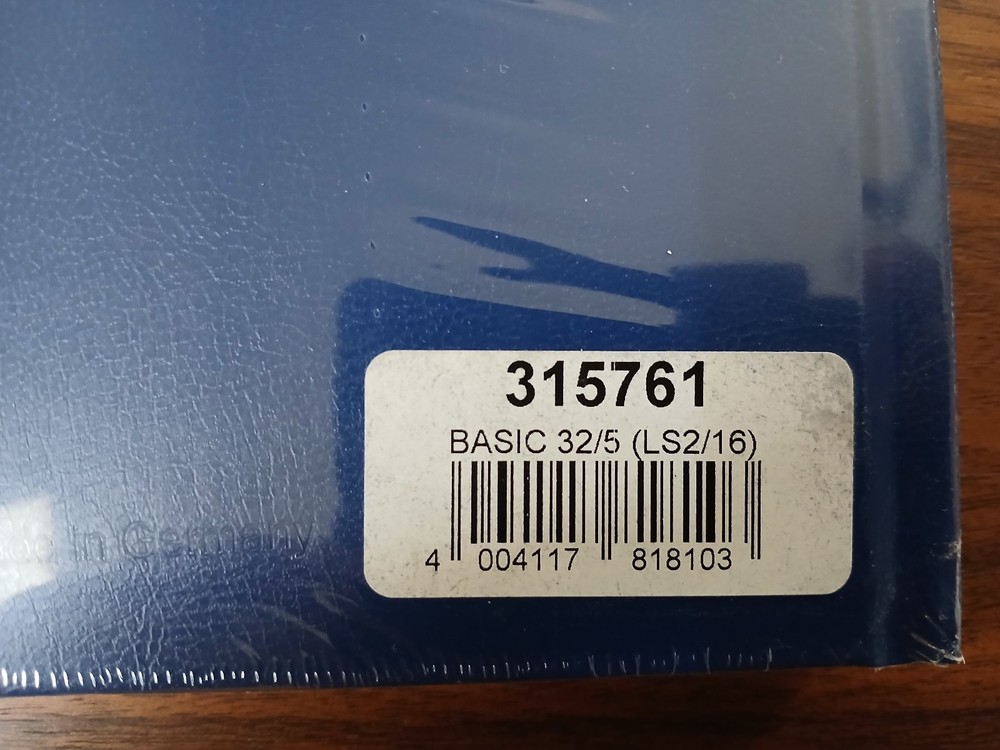 315761
BASIC 32/5 (LS2/16)
4 004117 818103
In Germany